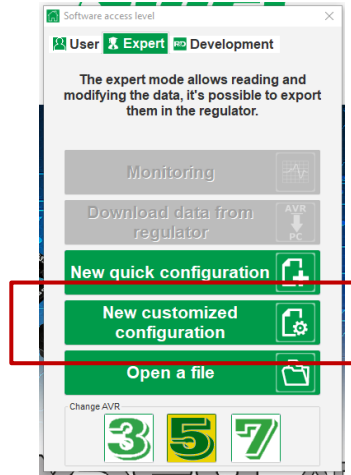 Software access level
User Expert RD Development
The expert mode allows reading and
modifying the data, it's possible to export
them in the regulator.
Monitoring
Download data from
regulator
AVR
PC
New quick configuration
New customized
configuration
Open a file
Change AVR
3 5 7